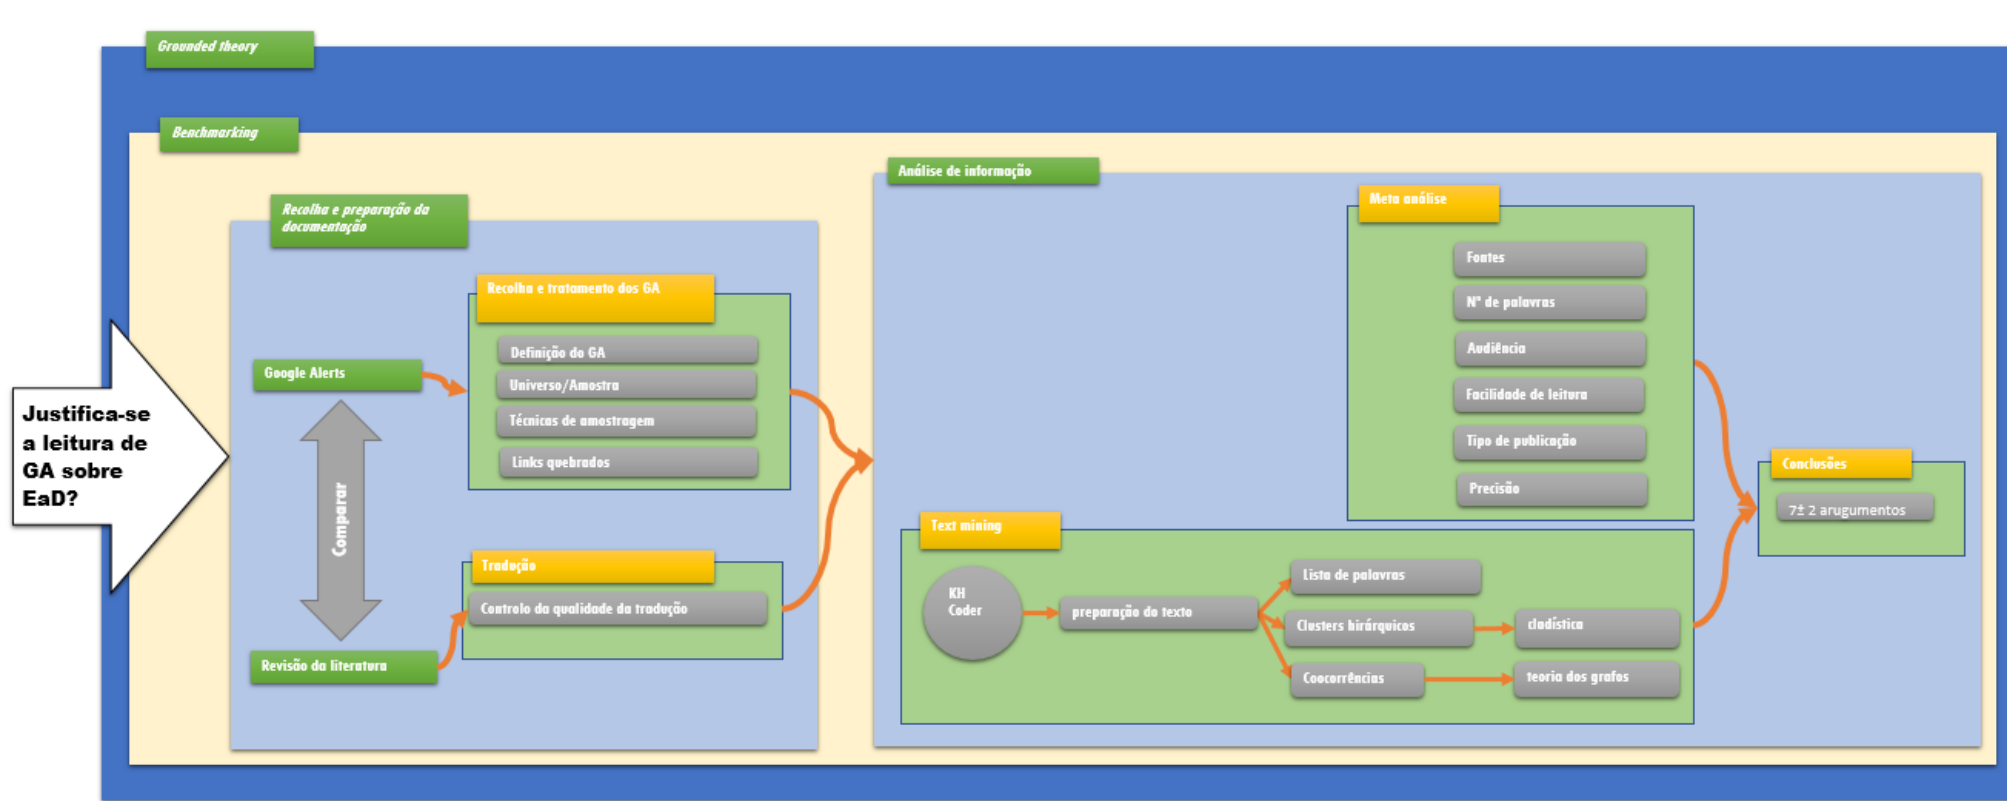 Grounded theory
Benchmarking
Justifica-se
a leitura de
GA sobre
EaD?
Recolha e preparação da
documentação
Google Alerts
Comparar
Revisão da literatura
Recolha e tratamento dos GA
Definição do GA
Universo/Amostra
Técnicas de amostragem
Links quebrados
Tradução
Controlo da qualidade da tradução
Análise de informação
Meta análise
Fontes
Nº de palavras
Audiência
Facilidade de leitura
Tipo de publicação
Precisão
Text mining
KH
Coder
preparação do texto
Lista de palavras
Clusters hirárquicos
cladística
Coocorrências
teoria dos grafos
Conclusões
7± 2 arugumentos